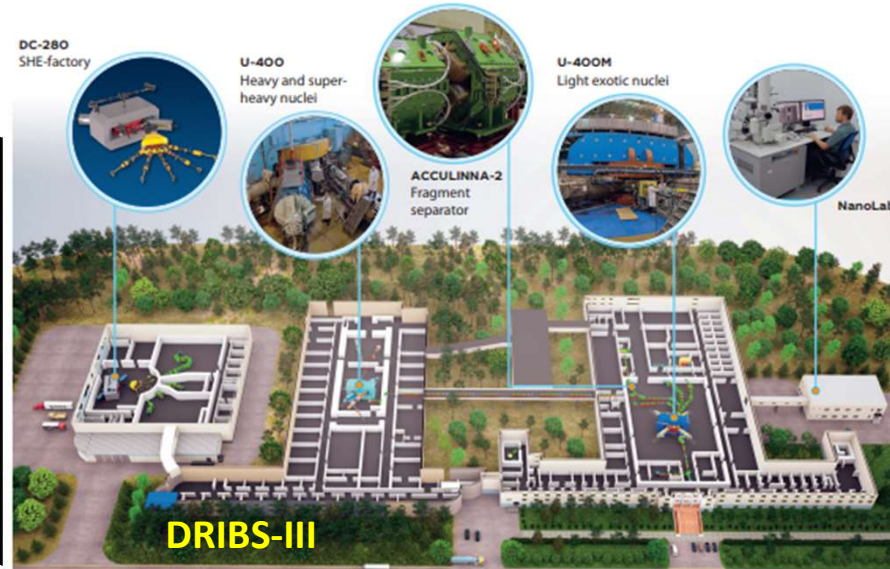 DC-280
SHE-factory
U-400
Heavy and super-
heavy nuclei
ACCULINNA-2
Fragment
separator
U-400M
Light exotic nuclei
NanoLab
DRIBS-III